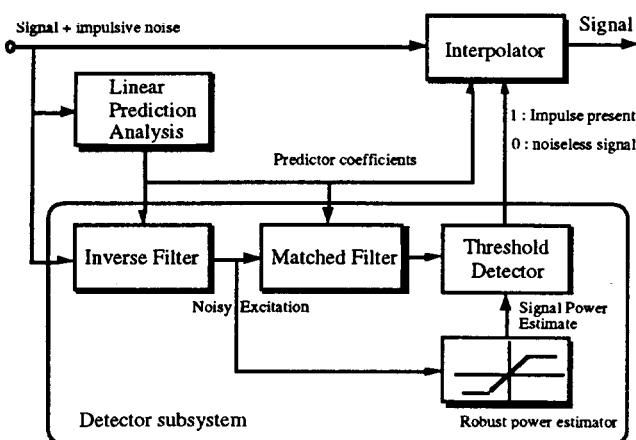 Signal + impulsive noise
Signal
Interpolator
Linear
Prediction
Analysis
1 : Impulse present
0 : noiseless signal
Predictor coefficients
Inverse Filter
Matched Filter
Threshold
Detector
Noisy Excitation
Signal Power
Estimate
Detector subsystem
Robust power estimator